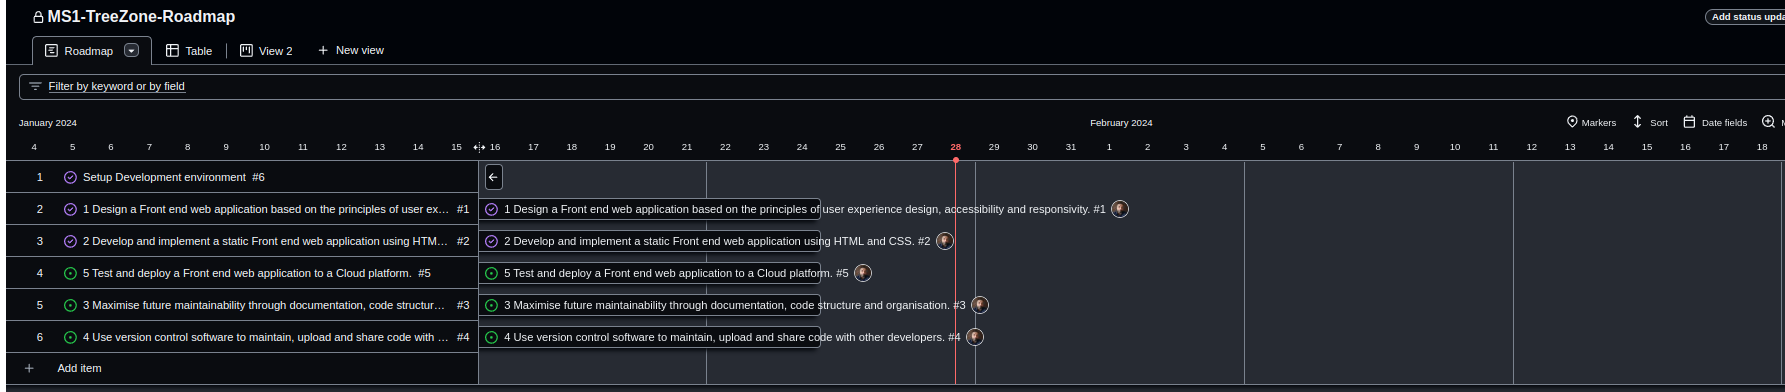 MS1-TreeZone-Roadmap
Add status upda
Roadmap Table View 2 New view
Filter by keyword or by field
January 2024 February 2024 Markers Sort Date fields
4 5 6 7 8 9 10 11 12 13 14 15 16 17 18 19 20 21 22 23 24 25 26 27 28 29 30 31 1 2 3 4 5 6 7 8 9 10 11 12 13 14 15 16 17 18
1 Setup Development environment #6
2 1 Design a Front end web application based on the principles of user ex… #1 1 Design a Front end web application based on the principles of user experience design, accessibility and responsivity. #1
3 2 Develop and implement a static Front end web application using HTM… #2 2 Develop and implement a static Front end web application using HTML and CSS. #2
4 5 Test and deploy a Front end web application to a Cloud platform. #5 5 Test and deploy a Front end web application to a Cloud platform. #5
5 3 Maximise future maintainability through documentation, code structur… #3 3 Maximise future maintainability through documentation, code structure and organisation. #3
6 4 Use version control software to maintain, upload and share code with … #4 4 Use version control software to maintain, upload and share code with other developers. #4
Add item